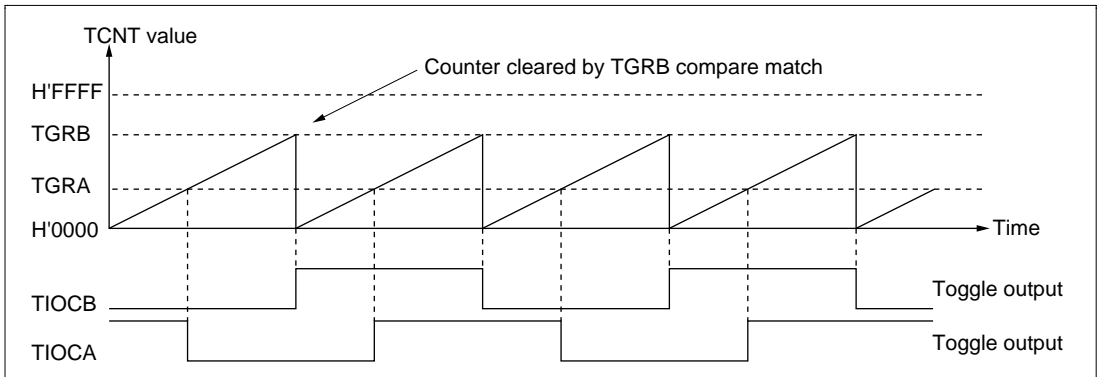 TCNT value
Counter cleared by TGRB compare match
H'FFFF
TGRB
TGRA
H'0000
Time
TIOCB
Toggle output
TIOCA
Toggle output